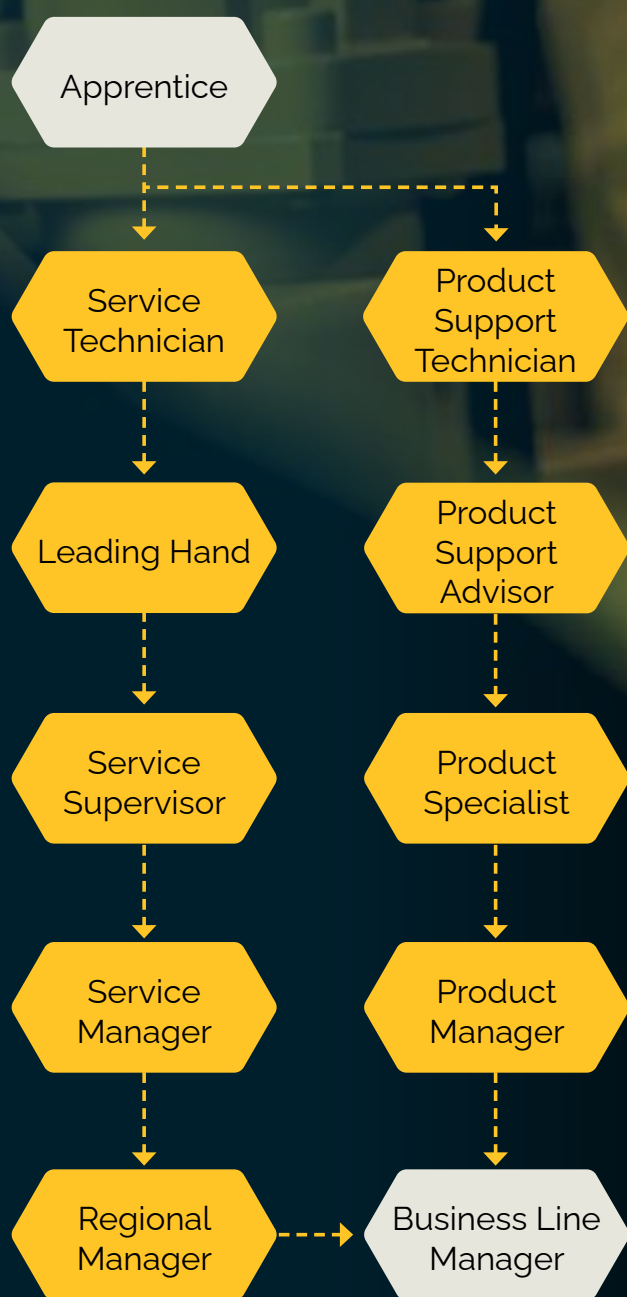 Apprentice
Service
Technician
Product
Support
Technician
Leading Hand
Product
Support
Advisor
Service
Supervisor
Product
Specialist
Service
Manager
Product
Manager
Regional
Manager
Business Line
Manager